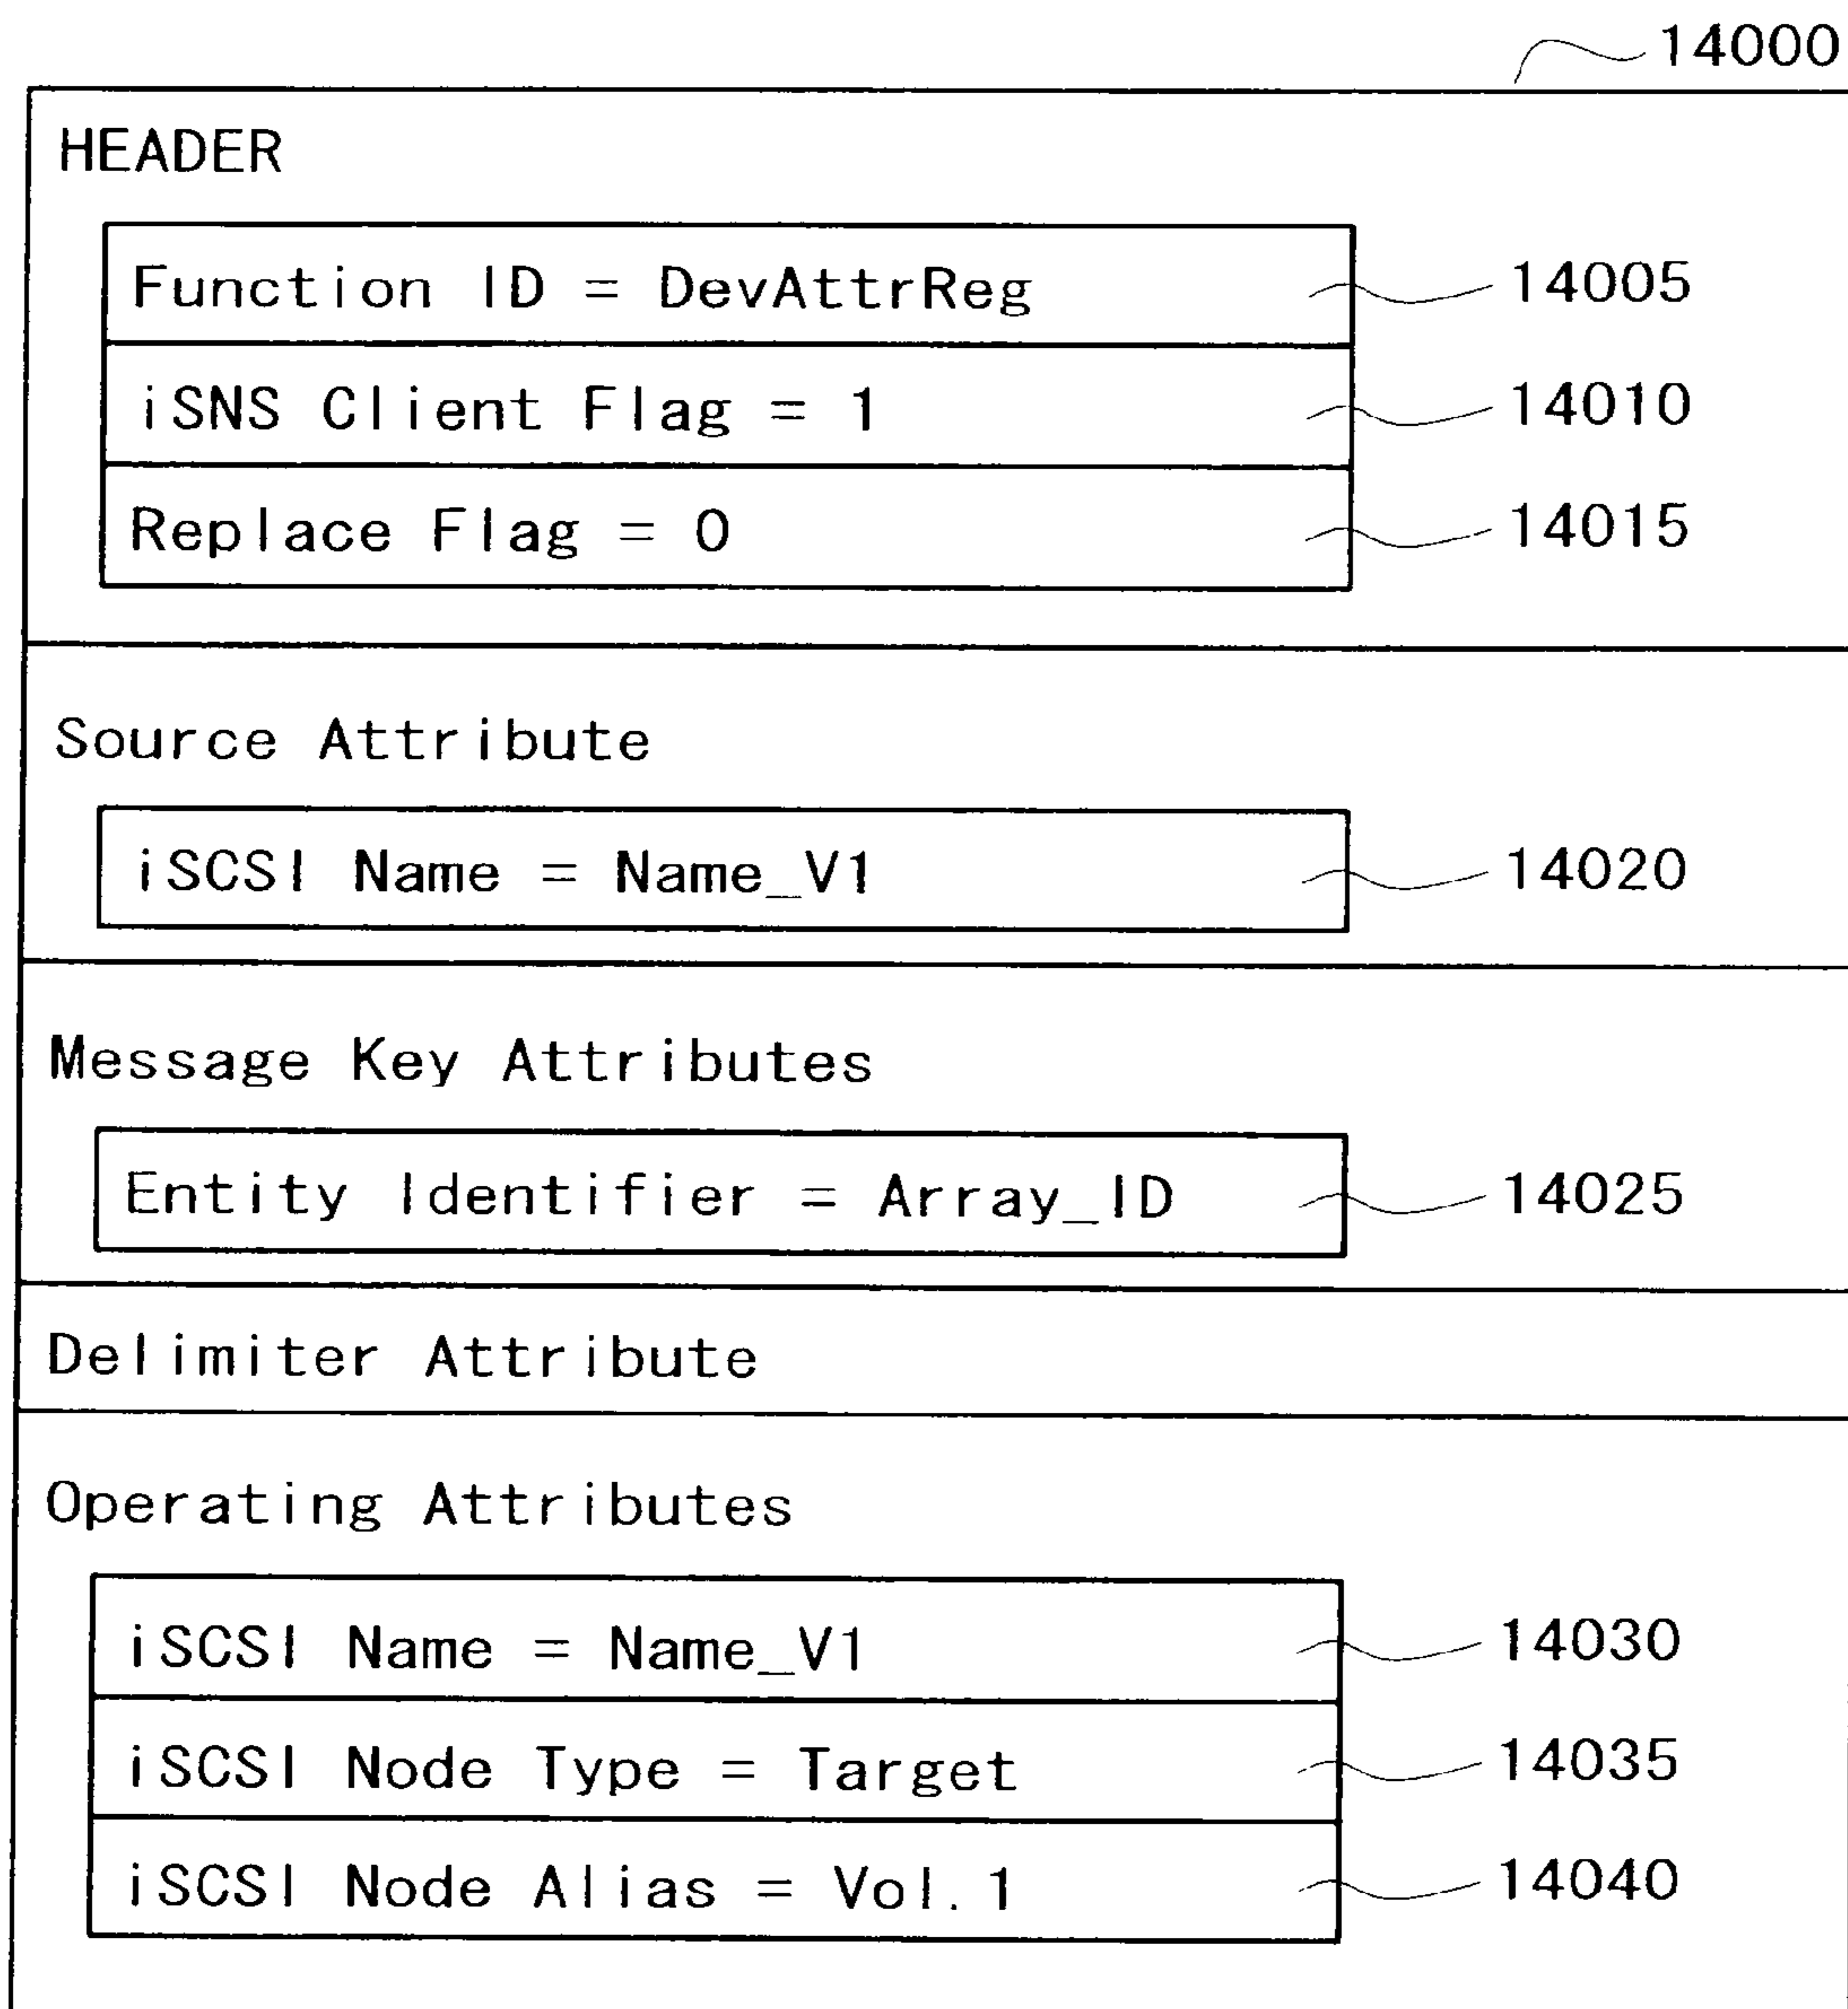 14000
HEADER
Function ID = DevAttrReg 14005
iSNS Client Flag = 1 14010
Replace Flag = 0 14015
Source Attribute
iSCSI Name = Name_V1 14020
Message Key Attributes
Entity Identifier = Array_ID 14025
Delimiter Attribute
Operating Attributes
iSCSI Name = Name_V1 14030
iSCSI Node Type = Target 14035
iSCSI Node Alias = Vol.1 14040